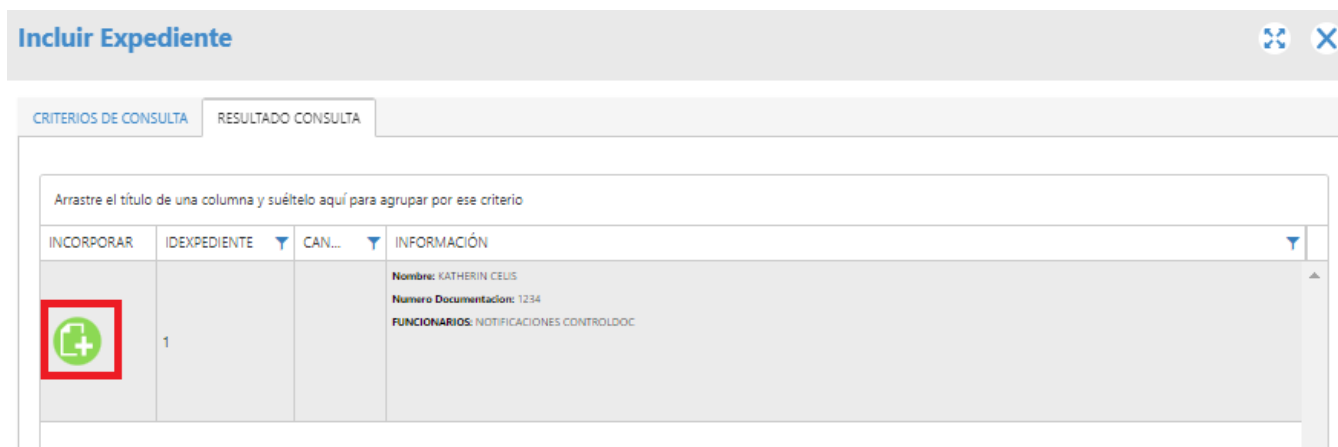 Incluir Expediente
CRITERIOS DE CONSULTA RESULTADO CONSULTA
Arrastre el título de una columna y suéltelo aquí para agrupar por ese criterio
INCORPORAR IDEXPEDIENTE CAN... INFORMACIÓN
Nombre: KATHERIN CELIS
Numero Documentacion: 1234
FUNCIONARIOS: NOTIFICACIONES CONTROLDOC
1